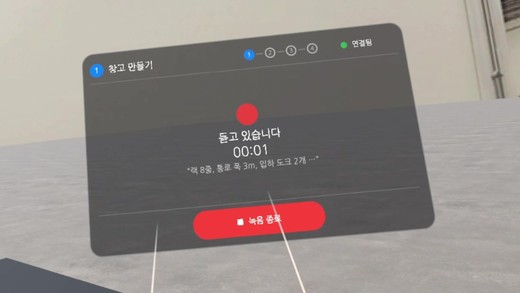 1 창고 만들기
1 2 3 4
연결됨
듣고 있습니다
00:01
"랙 8줄, 통로 폭 3m, 입하 도크 2개 ···"
녹음 종료